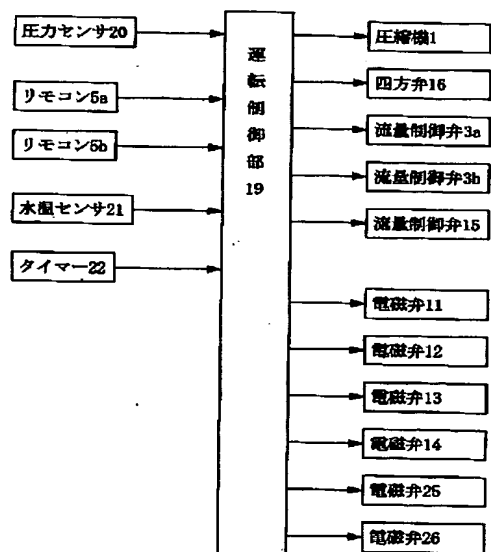 圧力センサ20
リモコン5a
リモコン5b
水温センサ21
タイマー22
運転制御部19
圧縮機1
四方弁16
流量制御弁3a
流量制御弁3b
流量制御弁15
電磁弁11
電磁弁12
電磁弁13
電磁弁14
電磁弁25
電磁弁26